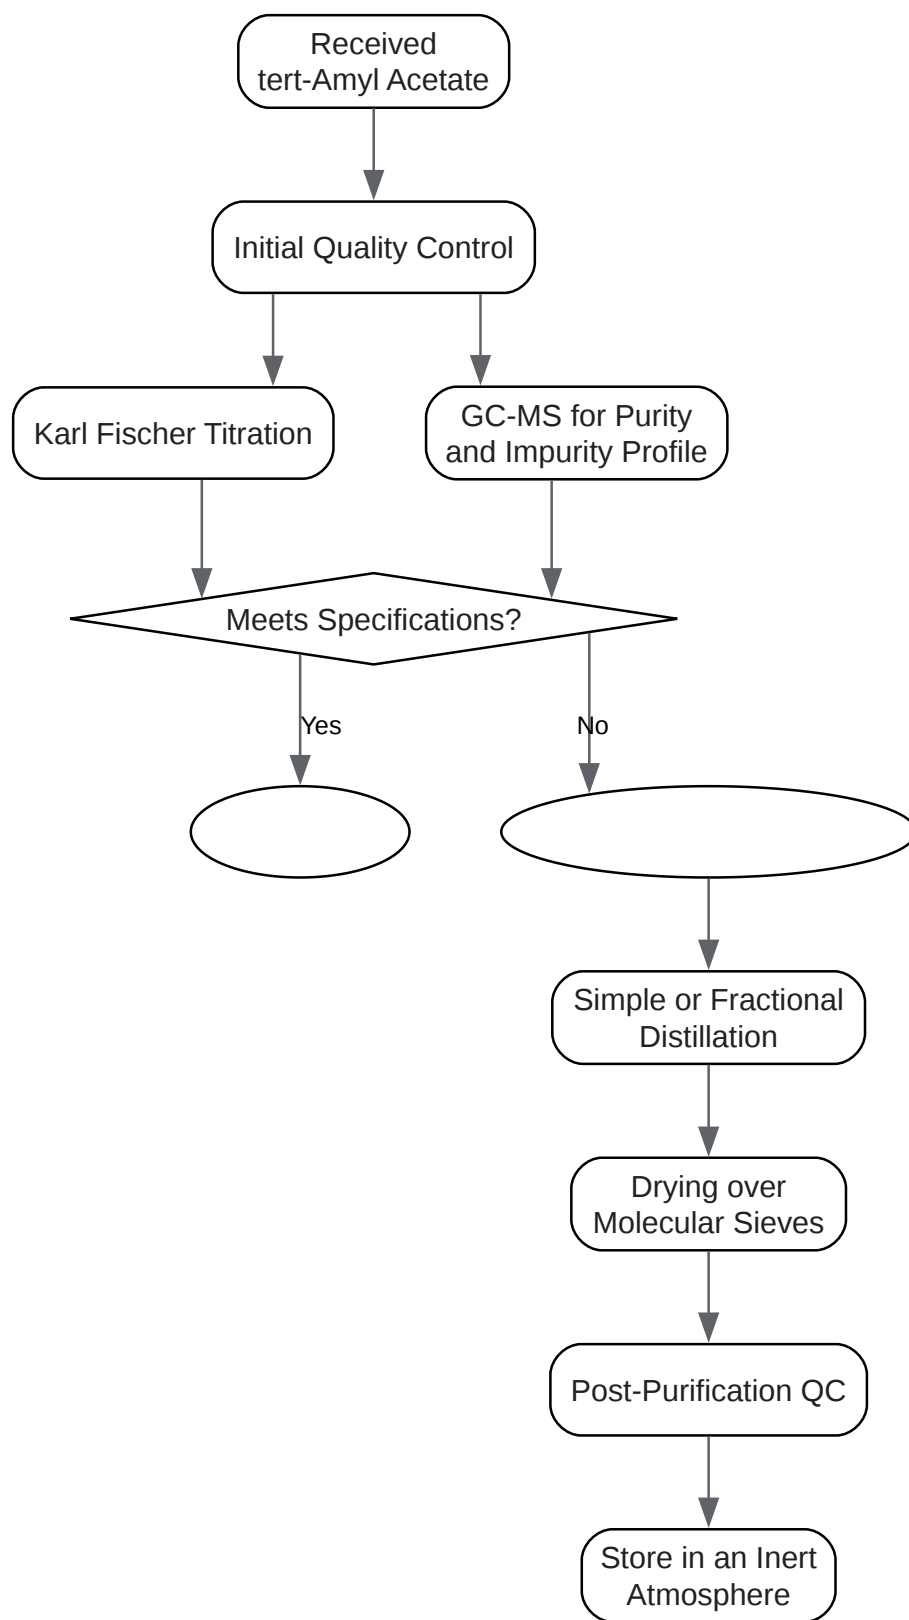 Received
tert-Amyl Acetate
Initial Quality Control
Karl Fischer Titration
GC-MS for Purity
and Impurity Profile
Meets Specifications?
Yes
No
Simple or Fractional
Distillation
Drying over
Molecular Sieves
Post-Purification QC
Store in an Inert
Atmosphere